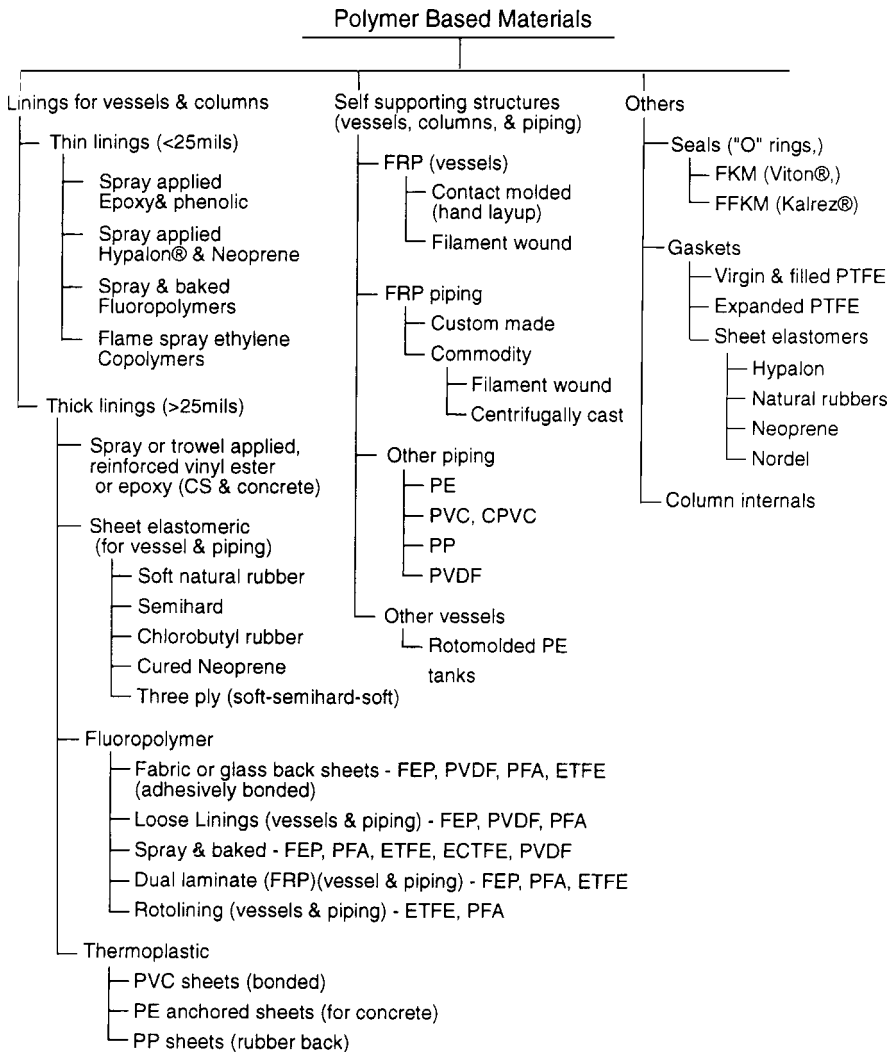 Polymer Based Materials
Linings for vessels & columns
Thin linings (<25mils)
Spray applied
Epoxy& phenolic
Spray applied
Hypalon® & Neoprene
Spray & baked
Fluoropolymers
Flame spray ethylene
Copolymers
Thick linings (>25mils)
Spray or trowel applied,
reinforced vinyl ester
or epoxy (CS & concrete)
Sheet elastomeric
(for vessel & piping)
Soft natural rubber
Semihard
Chlorobutyl rubber
Cured Neoprene
Three ply (soft-semihard-soft)
Fluoropolymer
Fabric or glass back sheets - FEP, PVDF, PFA, ETFE
(adhesively bonded)
Loose Linings (vessels & piping) - FEP, PVDF, PFA
Spray & baked - FEP, PFA, ETFE, ECTFE, PVDF
Dual laminate (FRP)(vessel & piping) - FEP, PFA, ETFE
Rotolining (vessels & piping) - ETFE, PFA
Thermoplastic
PVC sheets (bonded)
PE anchored sheets (for concrete)
PP sheets (rubber back)
Self supporting structures
(vessels, columns, & piping)
FRP (vessels)
Contact molded
(hand layup)
Filament wound
FRP piping
Custom made
Commodity
Filament wound
Centrifugally cast
Other piping
PE
PVC, CPVC
PP
PVDF
Other vessels
Rotomolded PE
tanks
Others
Seals ("O" rings,)
FKM (Viton®,)
FFKM (Kalrez®)
Gaskets
Virgin & filled PTFE
Expanded PTFE
Sheet elastomers
Hypalon
Natural rubbers
Neoprene
Nordel
Column internals